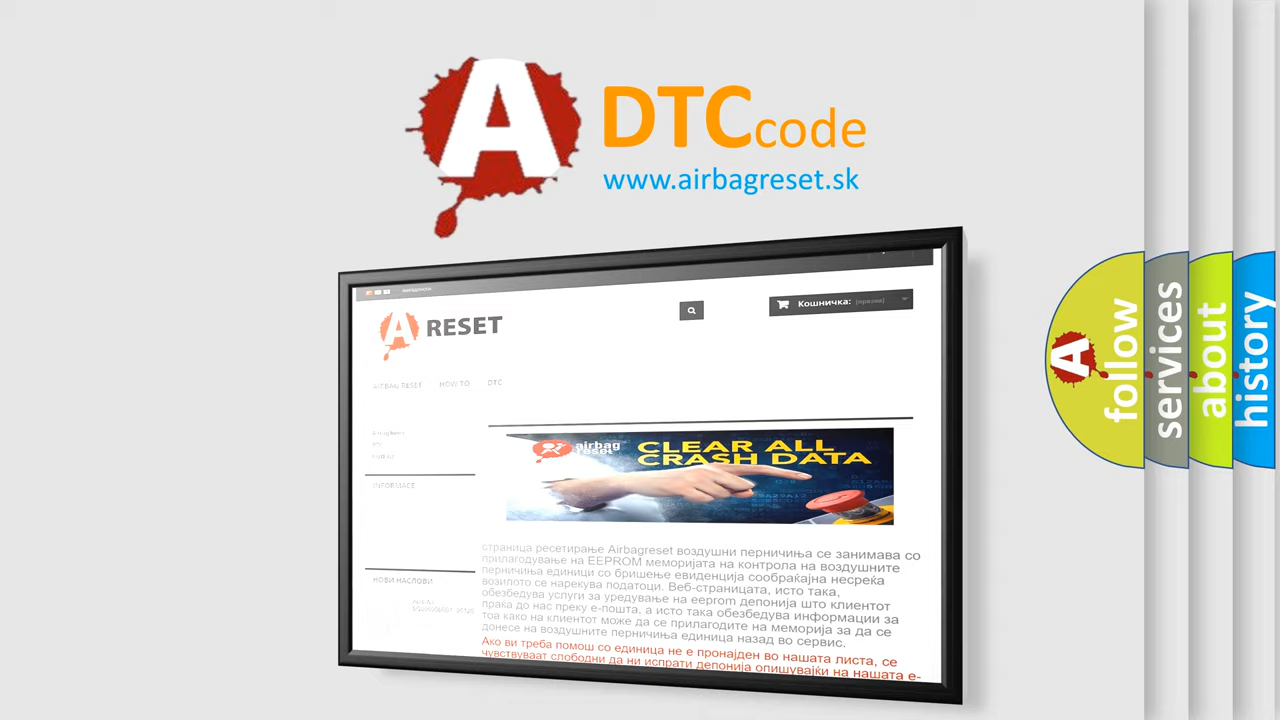 A
DTCcode
www.airbagreset.sk
Кошничка: (празни)
A RESET
AIRBAG RESET HOW TO DTC
airbag
reset
CLEAR ALL
CRASH DATA
INFORMACE
НОВИ НАСЛОВИ
страница ресетирање Airbagreset воздушни перничиња се занимава со
прилагодување на EEPROM меморијата на контрола на воздушните
перничиња единици со бришење евиденција сообраќајна несреќа
возилото се нарекува податоци. Веб-страницата, исто така,
обезбедува услуги за уредување на eeprom депонија што клиентот
праќа до нас преку е-пошта, а исто така обезбедува информации за
тоа како на клиентот може да се прилагодите на меморија за да се
донесе на воздушните перничиња единица назад во сервис.
Ако ви треба помош со единица не е пронајден во нашата листа, се
чувствуваат слободни да ни испрати депонија опишувајќи на нашата е-
A
follow
services
about
history